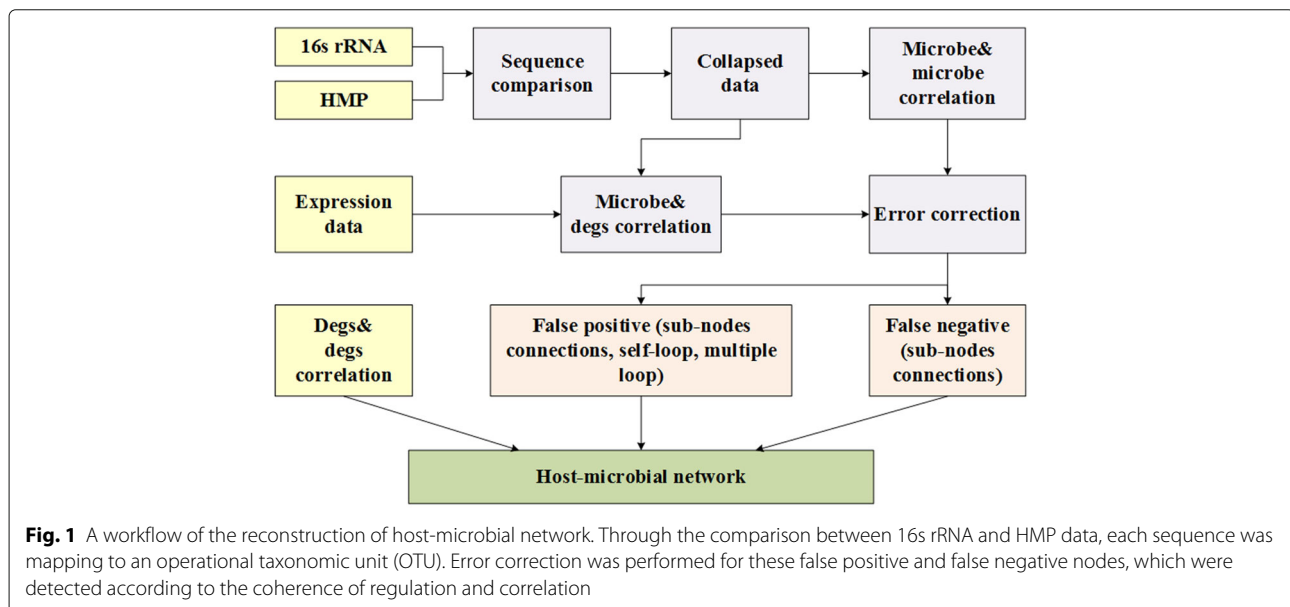 16s rRNA
HMP
Sequence
comparison
Collapsed
data
Microbe&
microbe
correlation
Expression
data
Microbe&
degs correlation
Error correction
Degs&
degs
correlation
False positive (sub-nodes
connections, self-loop, multiple
loop)
False negative
(sub-nodes
connections)
Host-microbial network
Fig. 1 A workflow of the reconstruction of host-microbial network. Through the comparison between 16s rRNA and HMP data, each sequence was
mapping to an operational taxonomic unit (OTU). Error correction was performed for these false positive and false negative nodes, which were
detected according to the coherence of regulation and correlation